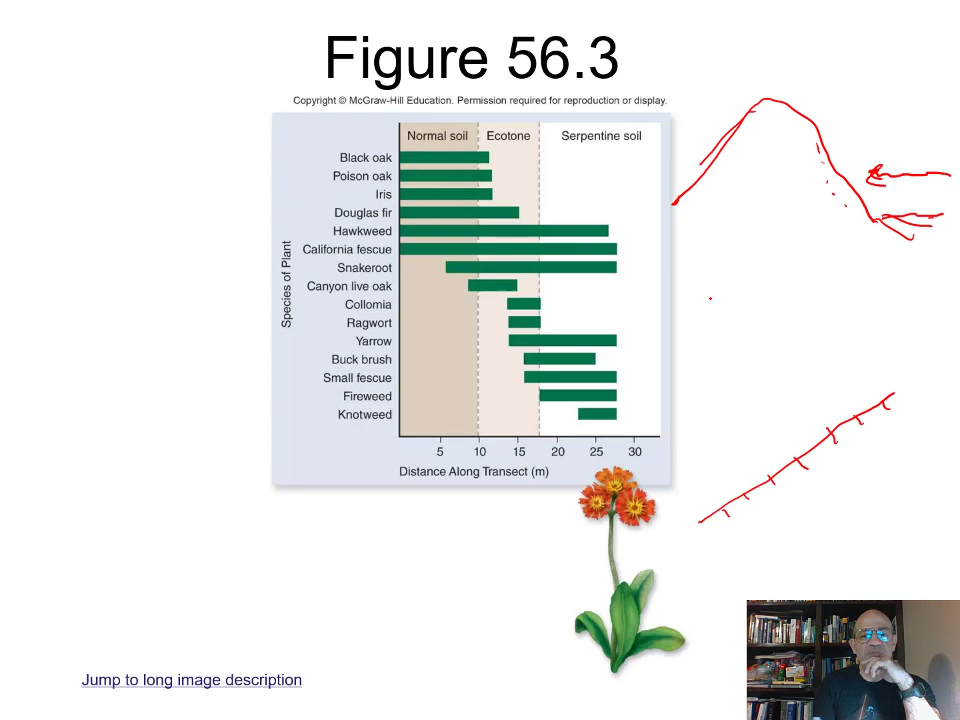 Figure 56.3
Copyright © McGraw-Hill Education. Permission required for reproduction or display.
Normal soil Ecotone Serpentine soil
Species of Plant
Black oak
Poison oak
Iris
Douglas fir
Hawkweed
California fescue
Snakeroot
Canyon live oak
Collomia
Ragwort
Yarrow
Buck brush
Small fescue
Fireweed
Knotweed
5 10 15 20 25 30
Distance Along Transect (m)
Jump to long image description